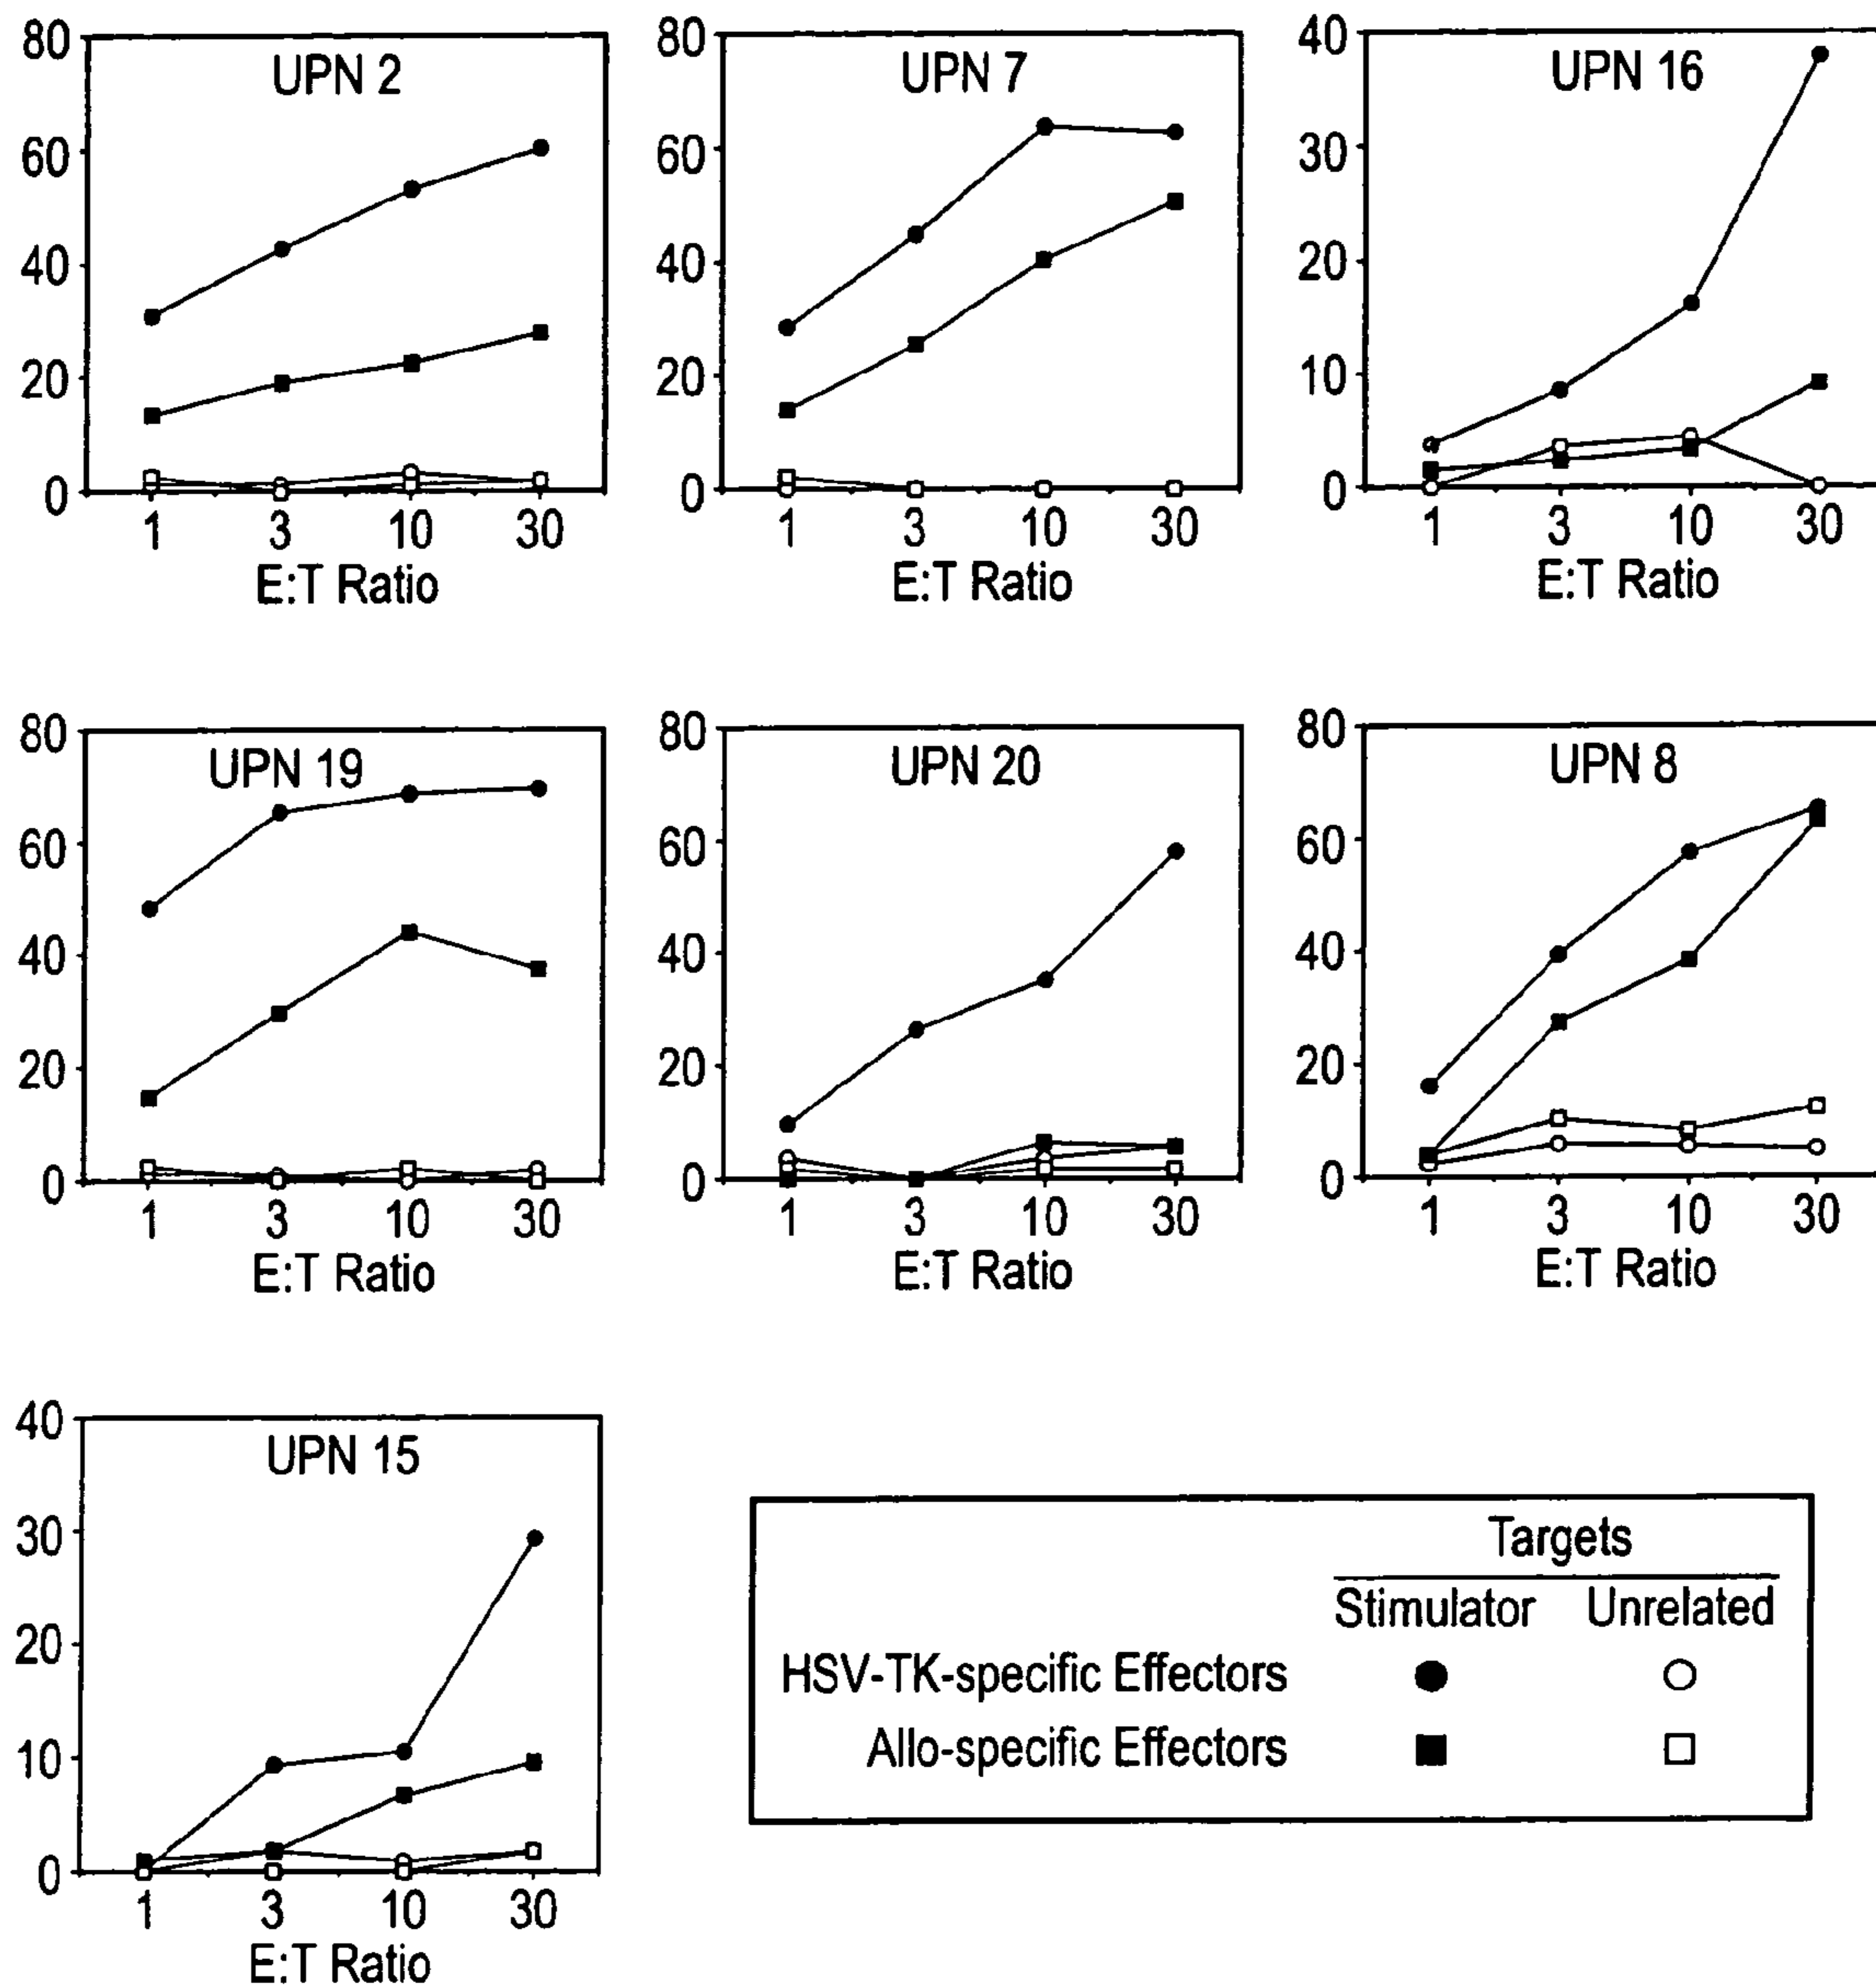 UPN 2
80
60
40
20
0
1 3 10 30
E:T Ratio
UPN 7
80
60
40
20
0
1 3 10 30
E:T Ratio
UPN 16
40
30
20
10
0
1 3 10 30
E:T Ratio
UPN 19
80
60
40
20
0
1 3 10 30
E:T Ratio
UPN 20
80
60
40
20
0
1 3 10 30
E:T Ratio
UPN 8
80
60
40
20
0
1 3 10 30
E:T Ratio
UPN 15
40
30
20
10
0
1 3 10 30
E:T Ratio
Targets
Stimulator Unrelated
HSV-TK-specific Effectors
Allo-specific Effectors